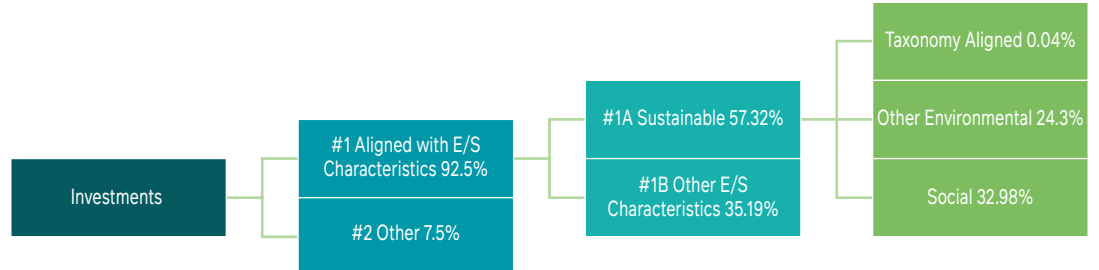 Investments
#1 Aligned with E/S
Characteristics 92.5%
#2 Other 7.5%
#1A Sustainable 57.32%
#1B Other E/S
Characteristics 35.19%
Taxonomy Aligned 0.04%
Other Environmental 24.3%
Social 32.98%